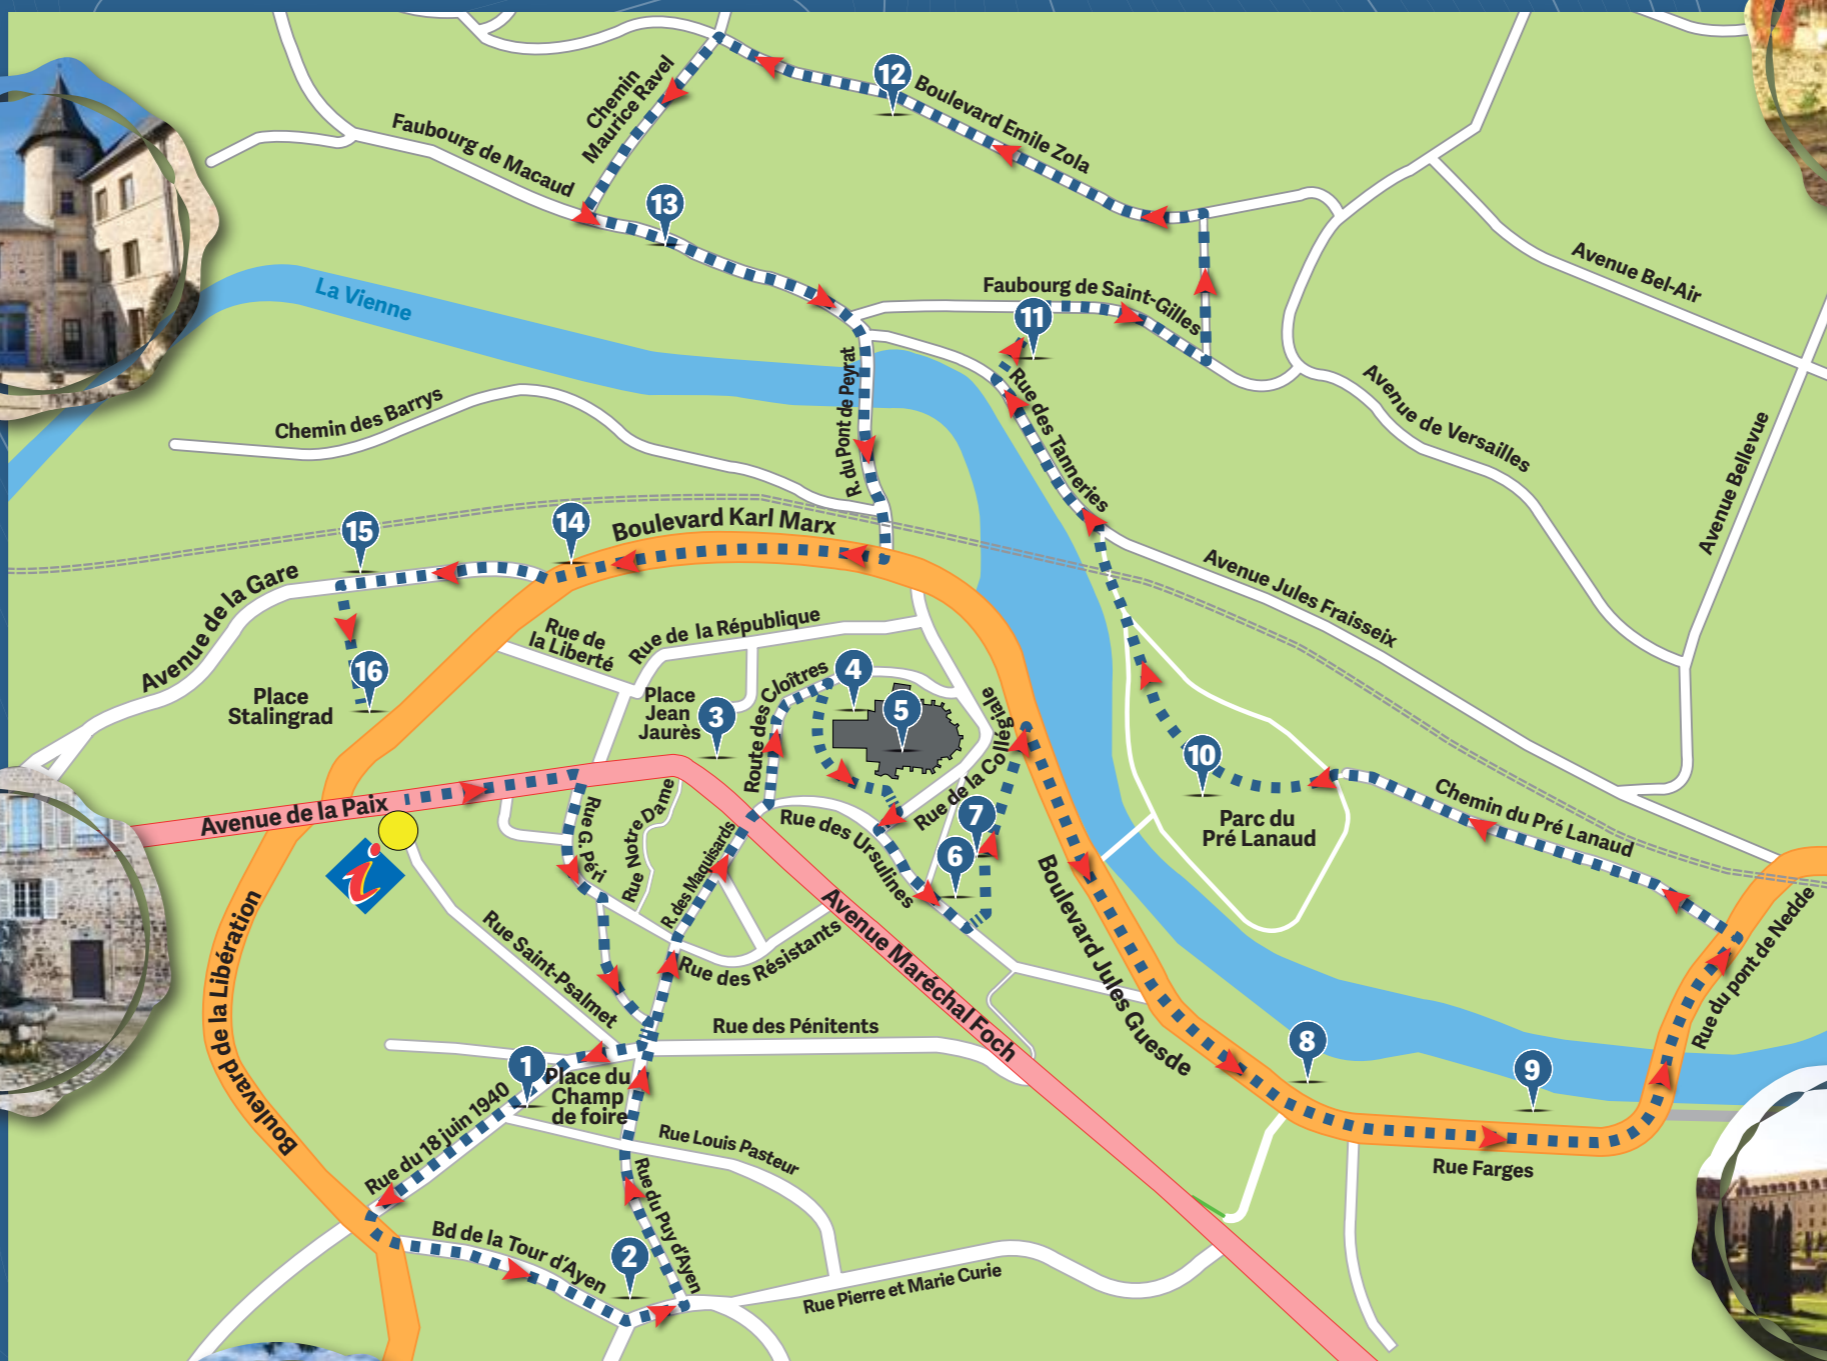 12
Boulevard Emile Zola
Chemin
Maurice Ravel
Faubourg de Macaud
13
Avenue Bel-Air
La Vienne
Faubourg de Saint-Gilles
11
R. du Pont de Peyrat
Rue des Tanneries
Avenue de Versailles
Chemin des Barrys
Avenue Bellevue
15
14
Boulevard Karl Marx
Avenue Jules Fraisseix
Avenue de la Gare
Rue de
la Liberté
Rue de la République
16
Place
Stalingrad
Place
Jean
Jaurès
3
Route des Cloîtres
4
5
Rue de la Collégiale
10
Parc du
Pré Lanaud
Chemin du Pré Lanaud
Avenue de la Paix
i
Rue G. Péri
Rue Notre Dame
R. des Maquisards
Rue des Ursulines
7
6
Boulevard Jules Guesde
Rue du pont de Nedde
Boulevard de la Libération
Rue Saint-Psalmet
Rue des Résistants
Avenue Maréchal Foch
Rue des Pénitents
8
9
1
Place du
Champ
de foire
Rue du 18 juin 1940
Rue Louis Pasteur
Rue Farges
Rue du Puy d'Ayen
Bd de la Tour d'Ayen
2
Rue Pierre et Marie Curie